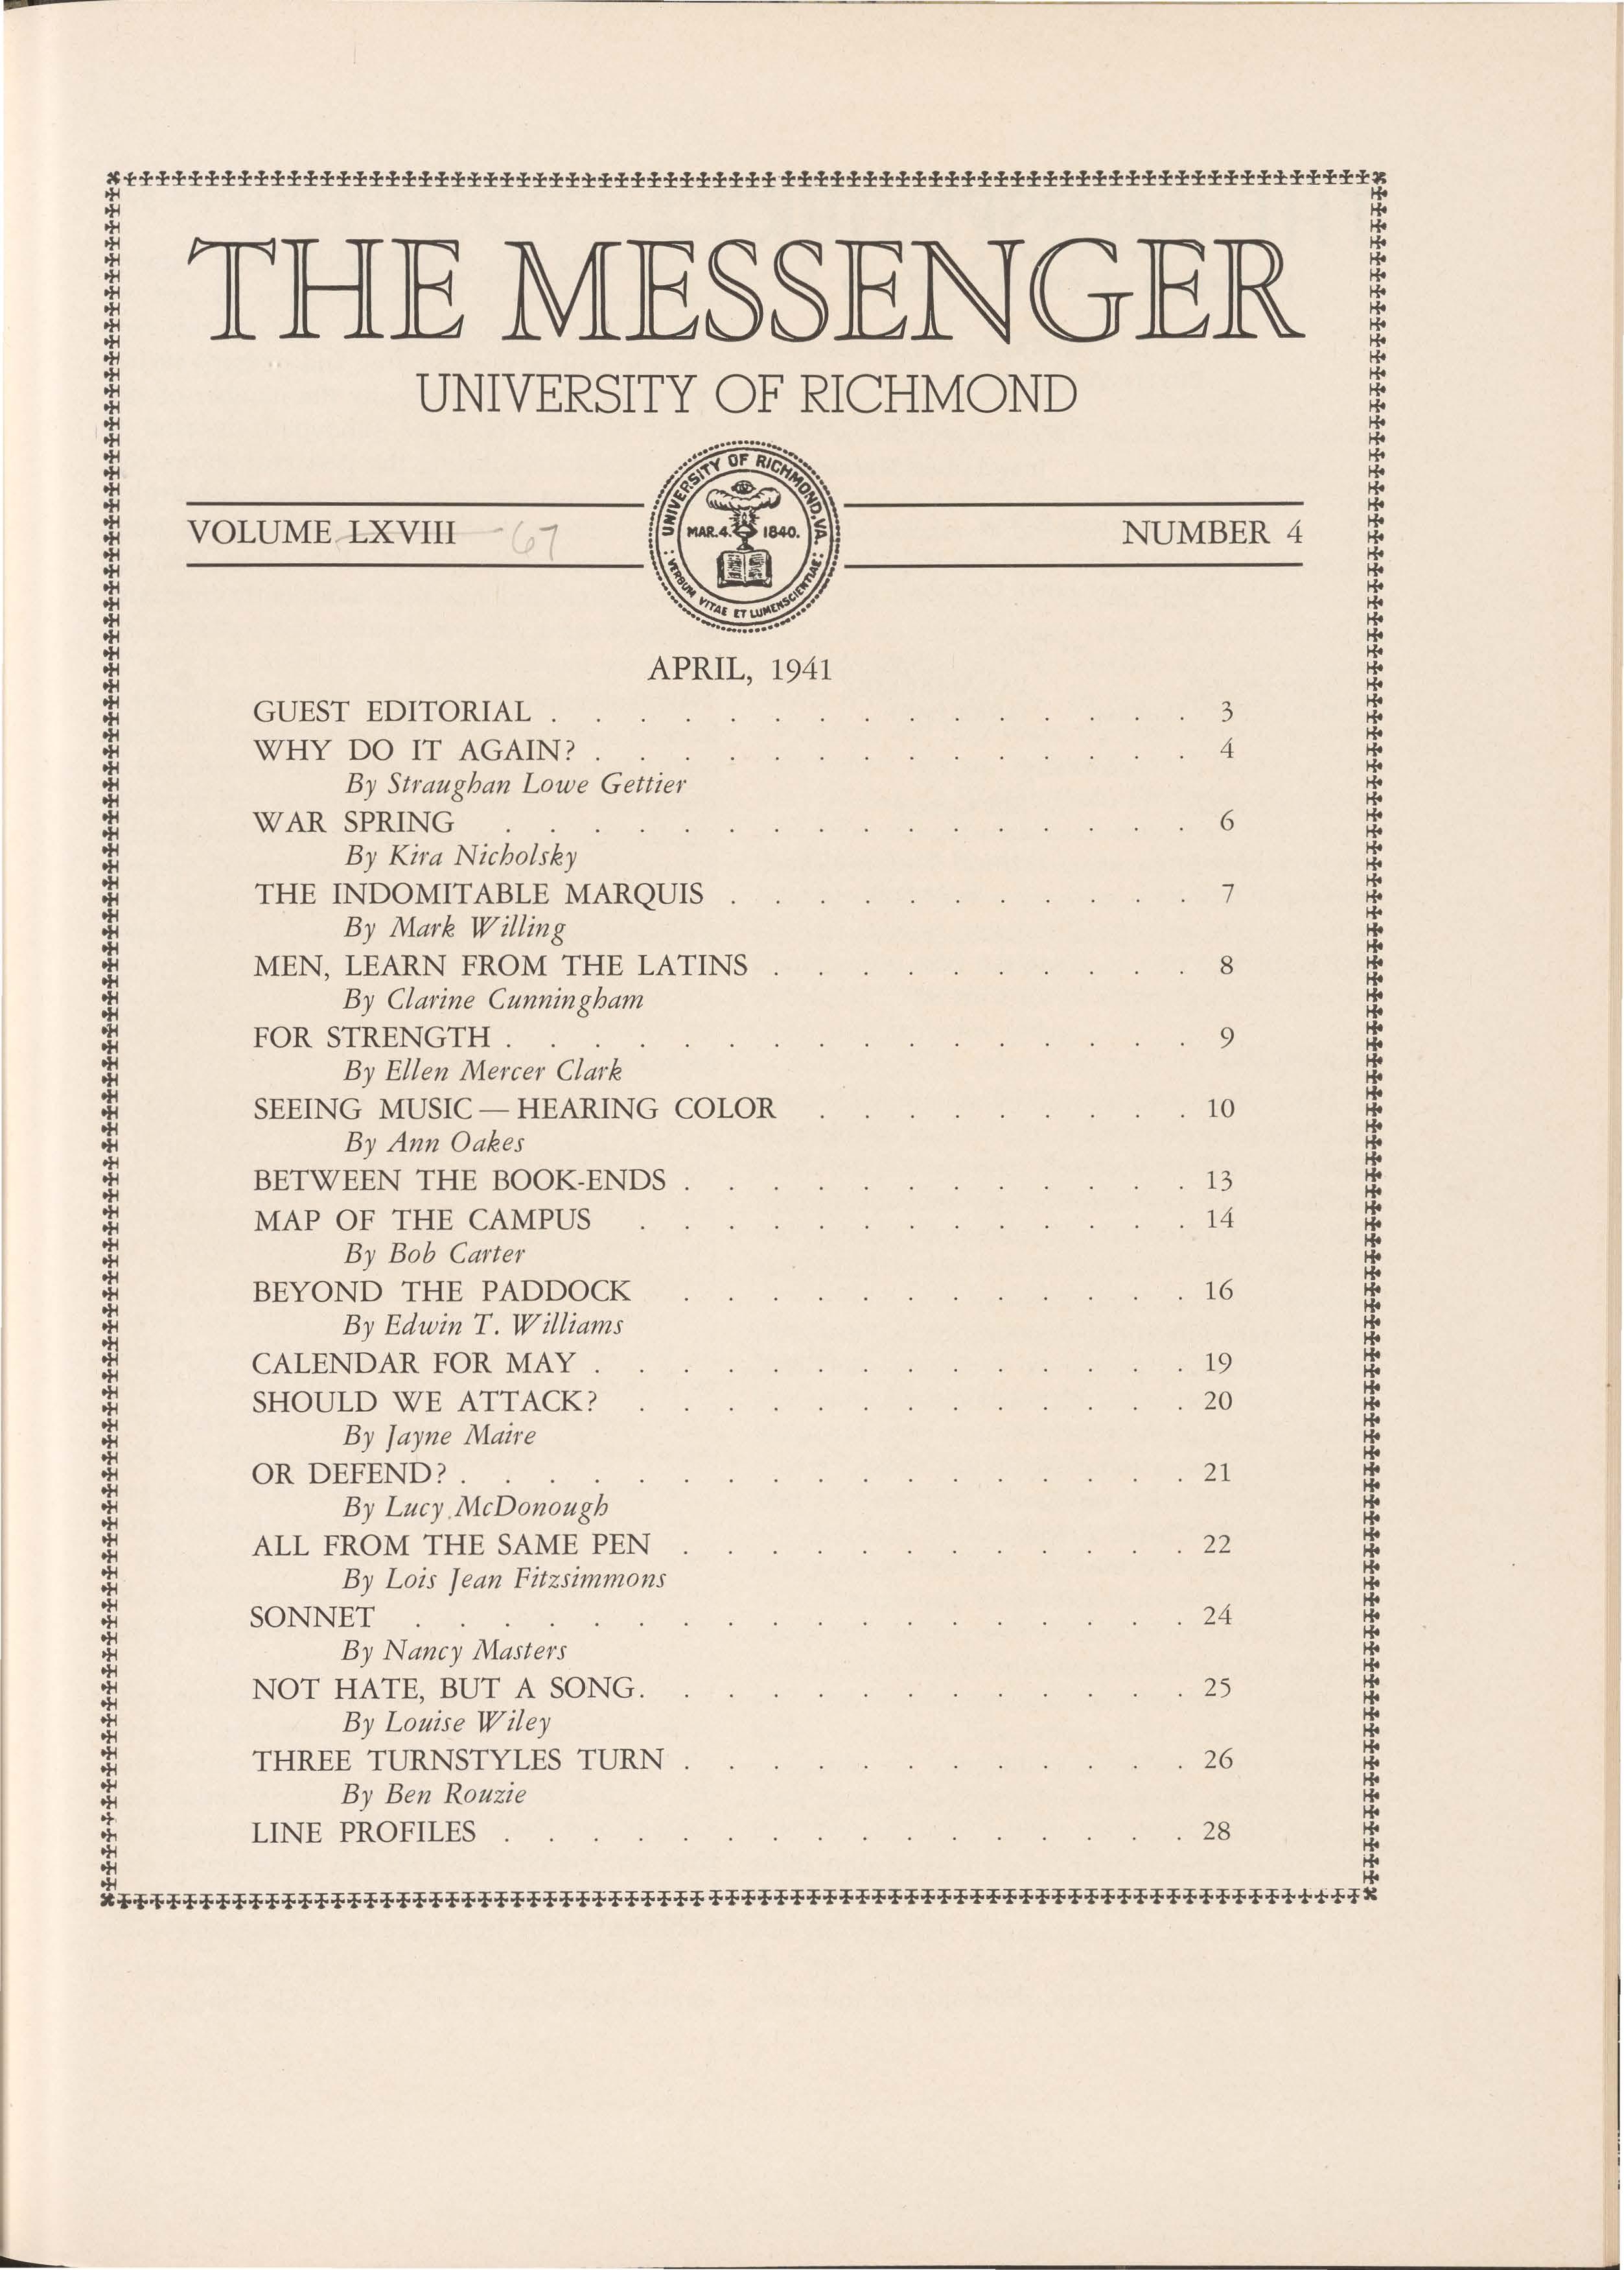 THE MESSENGER
UNIVERSITY OF RICHMOND
UNIVERSITY OF RICHMOND, VA.
MAR. 4. 1840.
: VERBUM VITAE ET LUMEN SCIENTIAE :
VOLUME LXVIII 67
NUMBER 4
APRIL, 1941
GUEST EDITORIAL . . . . . . . . . . . . . . . 3
WHY DO IT AGAIN? . . . . . . . . . . . . . . 4
By Straughan Lowe Gettier
WAR SPRING . . . . . . . . . . . . . . . . 6
By Kira Nicholsky
THE INDOMITABLE MARQUIS . . . . . . . . . . . 7
By Mark Willing
MEN, LEARN FROM THE LATINS . . . . . . . . . . 8
By Clarine Cunningham
FOR STRENGTH . . . . . . . . . . . . . . . . 9
By Ellen Mercer Clark
SEEING MUSIC — HEARING COLOR . . . . . . . . . 10
By Ann Oakes
BETWEEN THE BOOK-ENDS . . . . . . . . . . . . 13
MAP OF THE CAMPUS . . . . . . . . . . . . . 14
By Bob Carter
BEYOND THE PADDOCK . . . . . . . . . . . . 16
By Edwin T. Williams
CALENDAR FOR MAY . . . . . . . . . . . . . . 19
SHOULD WE ATTACK? . . . . . . . . . . . . . 20
By Jayne Maire
OR DEFEND? . . . . . . . . . . . . . . . . . 21
By Lucy McDonough
ALL FROM THE SAME PEN . . . . . . . . . . . . 22
By Lois Jean Fitzsimmons
SONNET . . . . . . . . . . . . . . . . . . 24
By Nancy Masters
NOT HATE, BUT A SONG. . . . . . . . . . . . . 25
By Louise Wiley
THREE TURNSTYLES TURN . . . . . . . . . . . . 26
By Ben Rouzie
LINE PROFILES . . . . . . . . . . . . . . . . 28